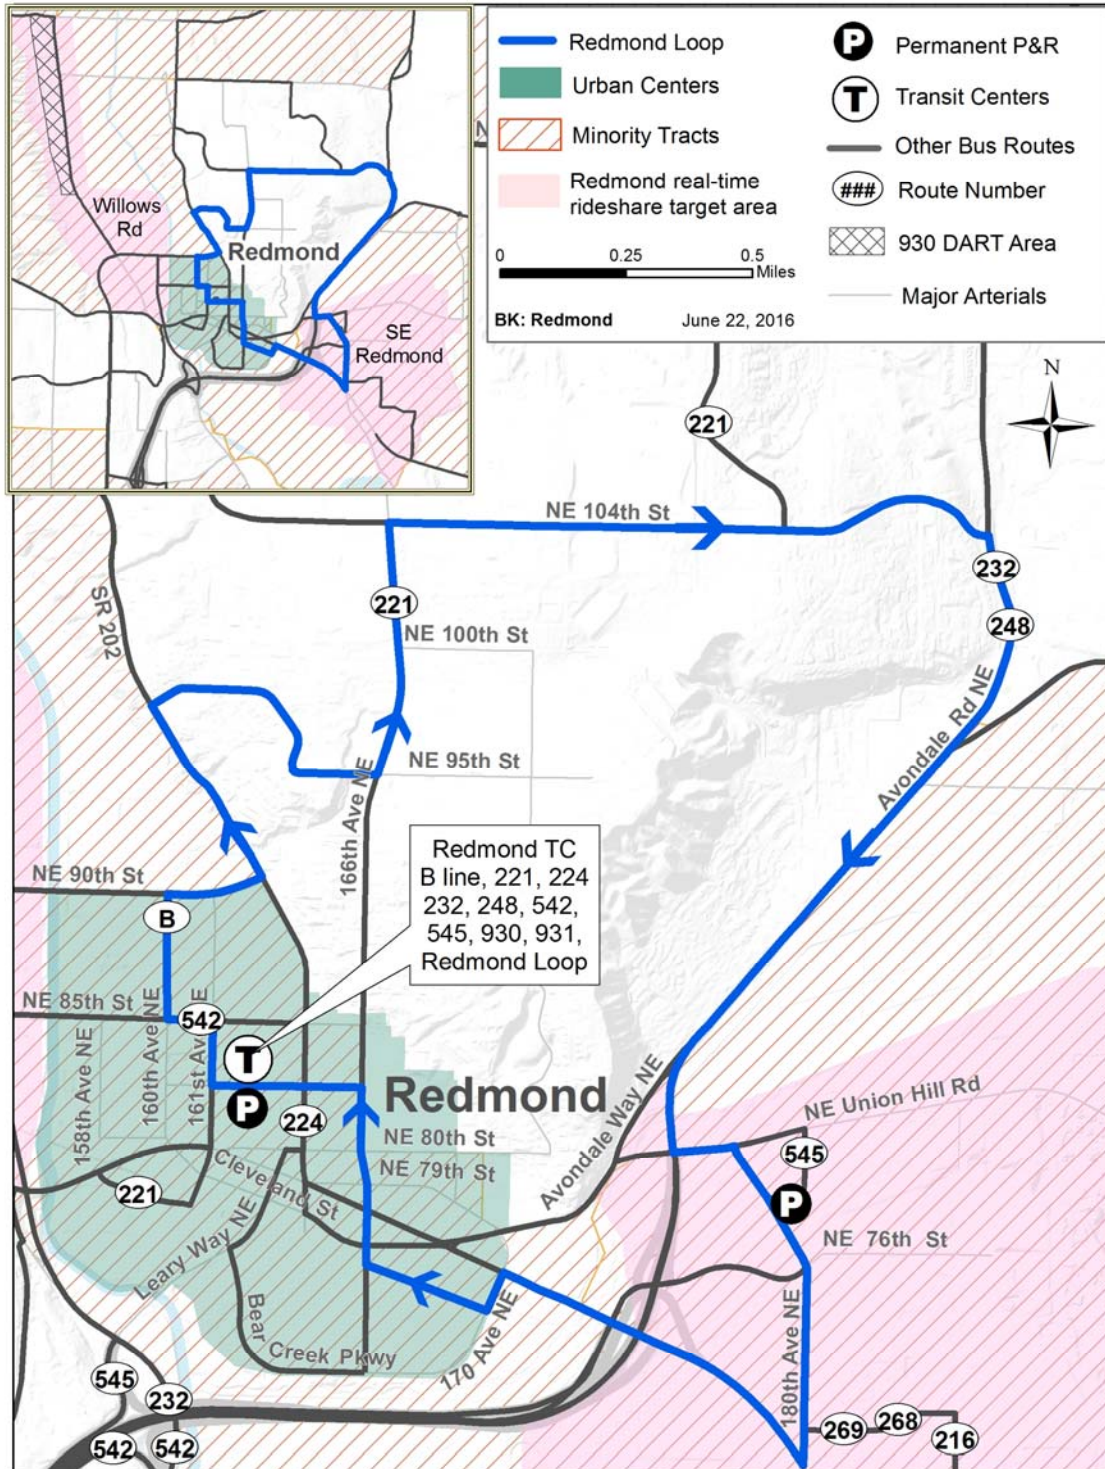 Willows
Rd
Redmond
SE
Redmond
Redmond Loop
Urban Centers
Minority Tracts
Redmond real-time
rideshare target area
0 0.25 0.5
Miles
BK: Redmond June 22, 2016
P Permanent P&R
T Transit Centers
Other Bus Routes
### Route Number
930 DART Area
Major Arterials
N
N
221
NE 104th St
SR 202
221
232
NE 100th St
248
Avondale Rd NE
NE 95th St
166th Ave NE
Redmond TC
B line, 221, 224
232, 248, 542,
545, 930, 931,
Redmond Loop
NE 90th St
B
NE 85th St
542
158th Ave NE
160th Ave NE
161st Ave NE
T
P
Redmond
224
NE 80th St
NE 79th St
Cleveland St
221
Leary Way NE
Bear Creek Pkwy
170 Ave NE
Avondale Way NE
NE Union Hill Rd
545
P
NE 76th St
180th Ave NE
545
232
542
542
269
268
216